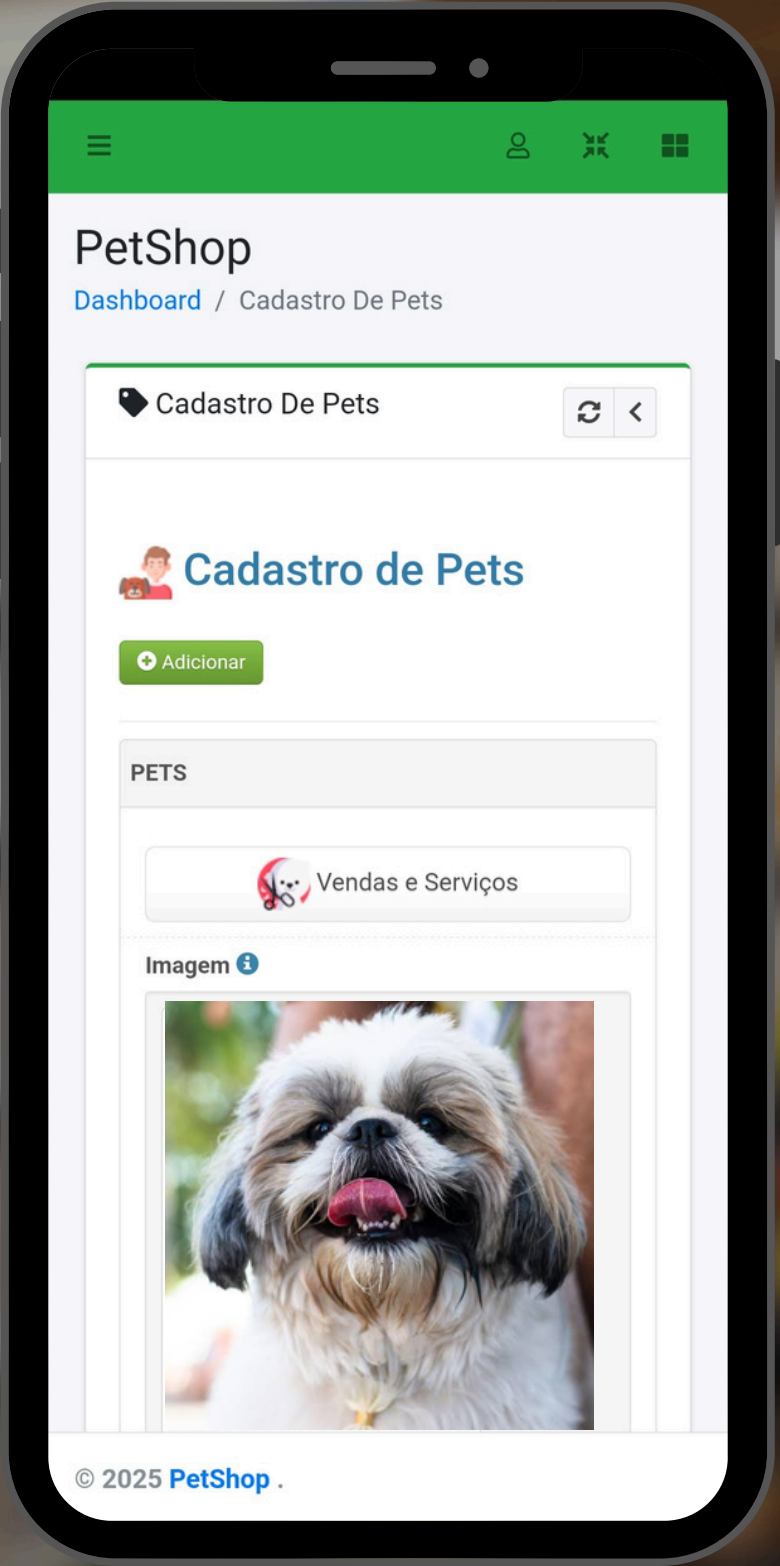 PetShop
Dashboard / Cadastro De Pets
Cadastro De Pets
Cadastro de Pets
Adicionar
PETS
Vendas e Serviços
Imagem
© 2025 PetShop .